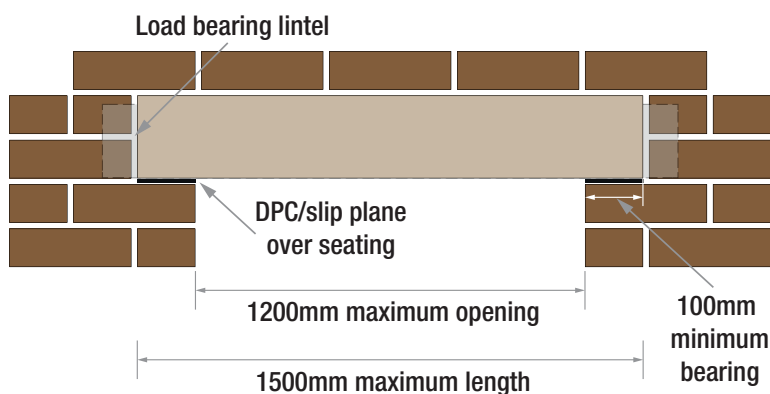 Load bearing lintel
DPC/slip plane
over seating
1200mm maximum opening
100mm
minimum
bearing
1500mm maximum length